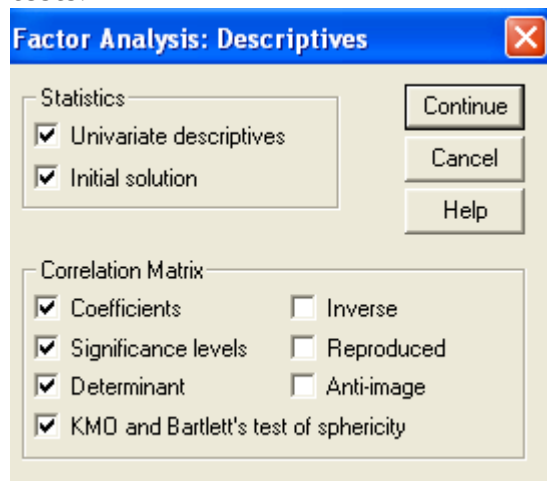 Factor Analysis: Descriptives
Statistics
Univariate descriptives
Initial solution
Continue
Cancel
Help
Correlation Matrix
Coefficients
Inverse
Significance levels
Reproduced
Determinant
Anti-image
KMO and Bartlett's test of sphericity